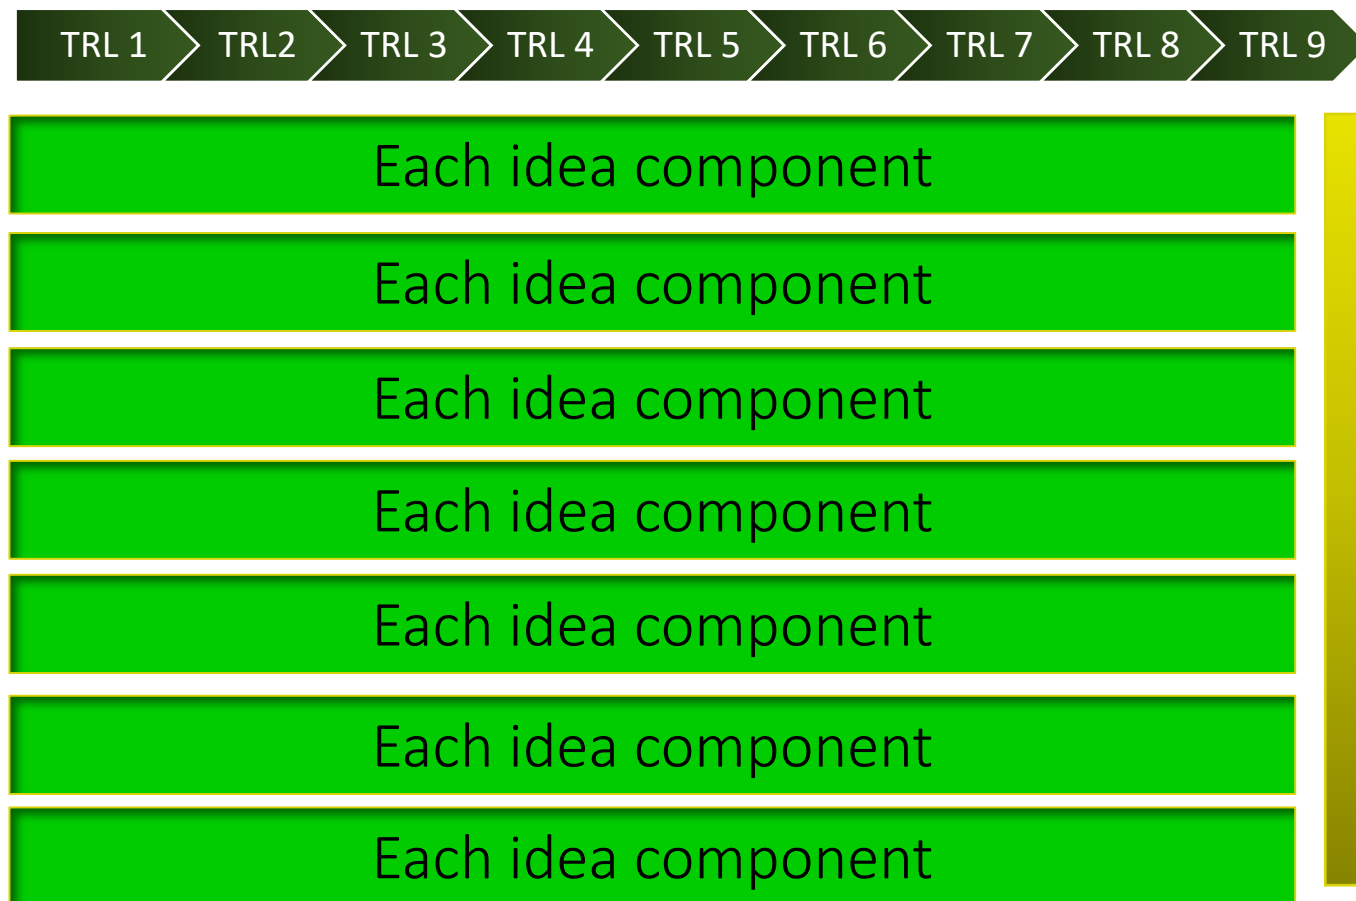 TRL 1 TRL2 TRL 3 TRL 4 TRL 5 TRL 6 TRL 7 TRL 8 TRL 9
Each idea component
Each idea component
Each idea component
Each idea component
Each idea component
Each idea component
Each idea component